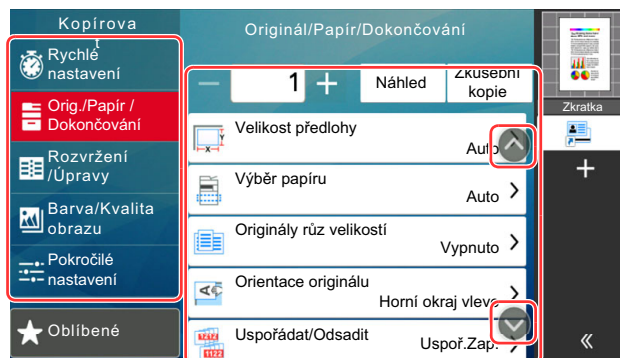 Kopírovat
Originál/Papír/Dokončování
Rychlé
nastavení
Orig./Papír /
Dokončování
Rozvržení
/Úpravy
Barva/Kvalita
obrazu
Pokročilé
nastavení
Oblíbené
1
Náhled
Zkušební
kopie
Velikost předlohy
Auto
Výběr papíru
Auto
Originály růz velikostí
Vypnuto
Orientace originálu
Horní okraj vlevo
Uspořádat/Odsadit
Uspoř.Zap.
Zkratka